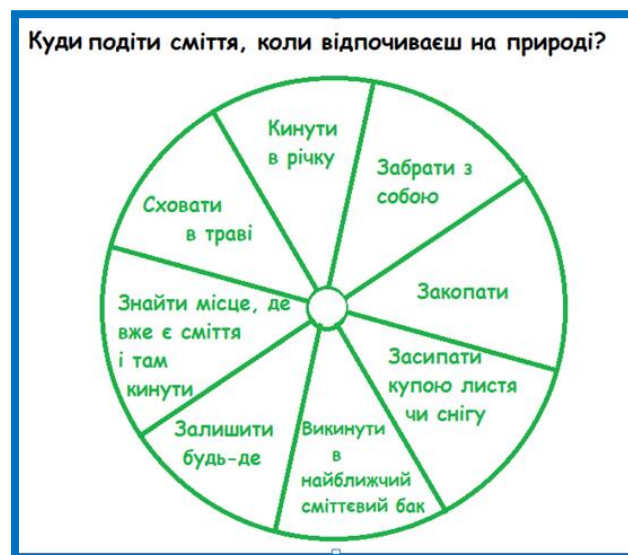 Куди подіти сміття, коли відпочиваєш на природі?
Кинути
в річку
Забрати з
собою
Закопати
Засипати
купою листя
чи снігу
Викинути
в
найближчий
сміттєвий бак
Залишити
будь-де
Знайти місце, де
вже є сміття
і там
кинути
Сховати
в траві